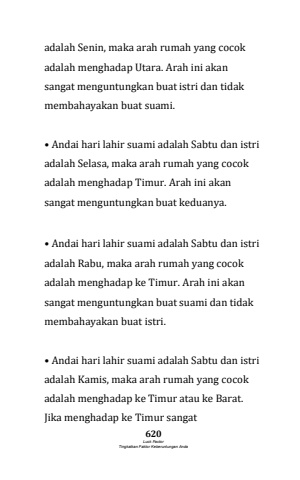 adalah Senin, maka arah rumah yang cocok
adalah menghadap Utara. Arah ini akan
sangat menguntungkan buat istri dan tidak
membahayakan buat suami.
• Andai hari lahir suami adalah Sabtu dan istri
adalah Selasa, maka arah rumah yang cocok
adalah menghadap Timur. Arah ini akan
sangat menguntungkan buat keduanya.
• Andai hari lahir suami adalah Sabtu dan istri
adalah Rabu, maka arah rumah yang cocok
adalah menghadap ke Timur. Arah ini akan
sangat menguntungkan buat suami dan tidak
membahayakan buat istri.
• Andai hari lahir suami adalah Sabtu dan istri
adalah Kamis, maka arah rumah yang cocok
adalah menghadap ke Timur atau ke Barat.
Jika menghadap ke Timur sangat
620
Luck Factor
Tingkatkan Faktor Keberuntungan Anda